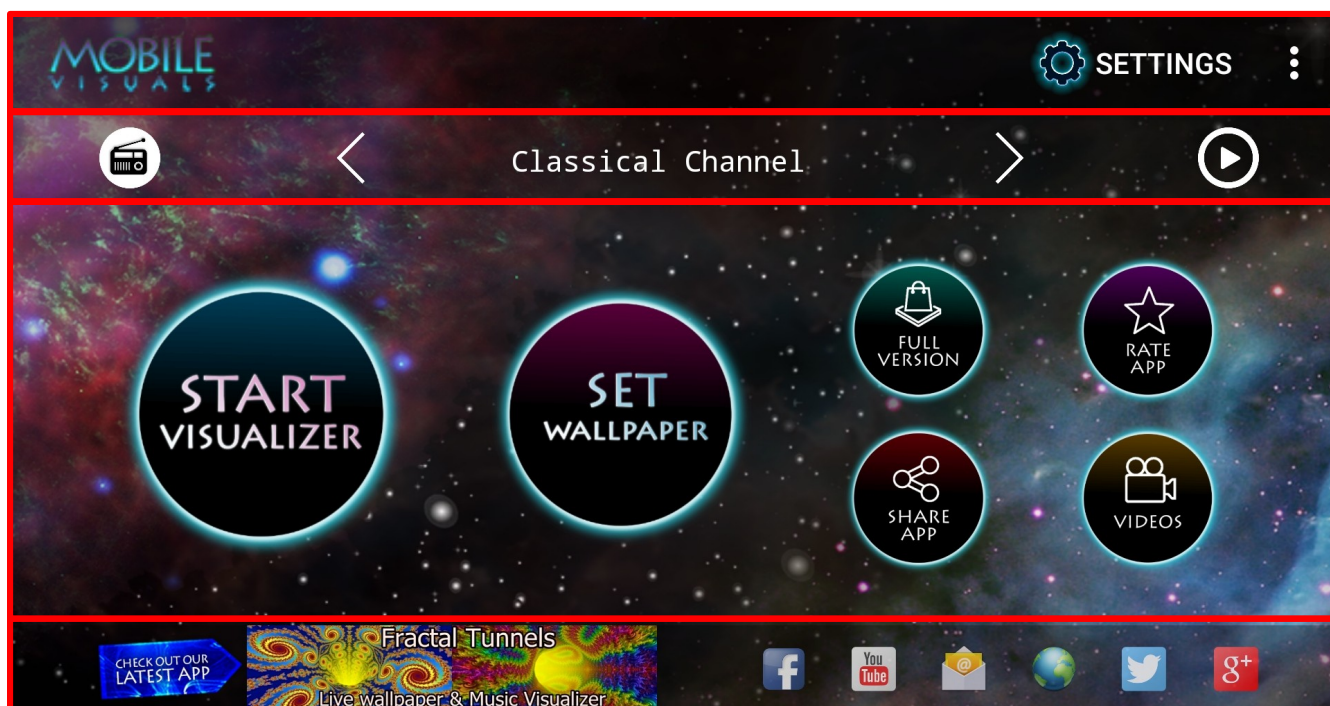 MOBILE
VISUALS
SETTINGS
Classical Channel
START
VISUALIZER
SET
WALLPAPER
FULL
VERSION
RATE
APP
SHARE
APP
VIDEOS
CHECK OUT OUR
LATEST APP
Fractal Tunnels
Live wallpaper & Music Visualizer
f
You
Tube
@
g+